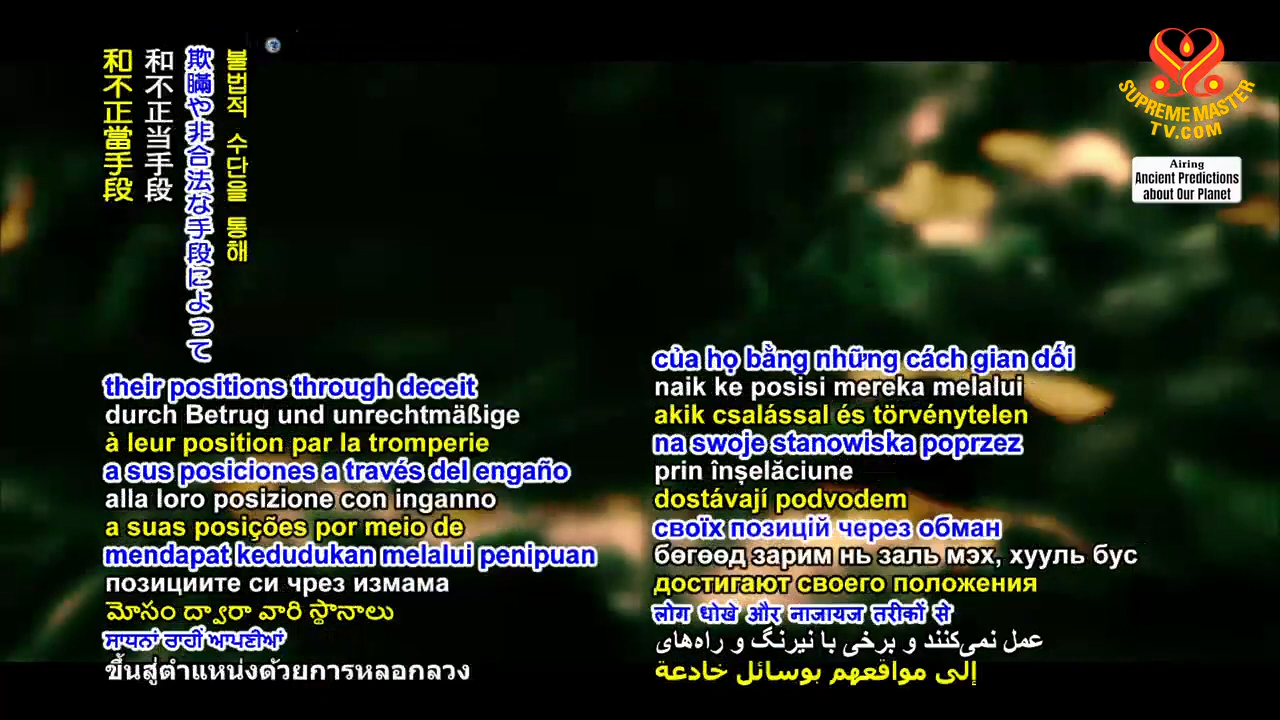 和不正當手段
和不正当手段
欺瞞や非合法な手段によって
불법적 수단을 통해
SUPREME MASTER
TV.COM
Airing
Ancient Predictions
about Our Planet
their positions through deceit
durch Betrug und unrechtmäßige
à leur position par la tromperie
a sus posiciones a través del engaño
alla loro posizione con inganno
a suas posições por meio de
mendapat kedudukan melalui penipuan
позициите си чрез измама
మోసం ద్వారా వారి స్థానాలు
ਸਾਧਨਾਂ ਰਾਹੀਂ ਆਪਣੀਆਂ
ขึ้นสู่ตำแหน่งด้วยการหลอกลวง
của họ bằng những cách gian dối
naik ke posisi mereka melalui
akik csalással és törvénytelen
na swoje stanowiska poprzez
prin înșelăciune
dostávají podvodem
своїх позицій через обман
бөгөөд зарим нь заль мэх, хууль бус
достигают своего положения
लोग धोखे और नाजायज तरीकों से
عمل نمی‌کنند و برخی با نیرنگ و راه‌های
إلى مواقعهم بوسائل خادعة